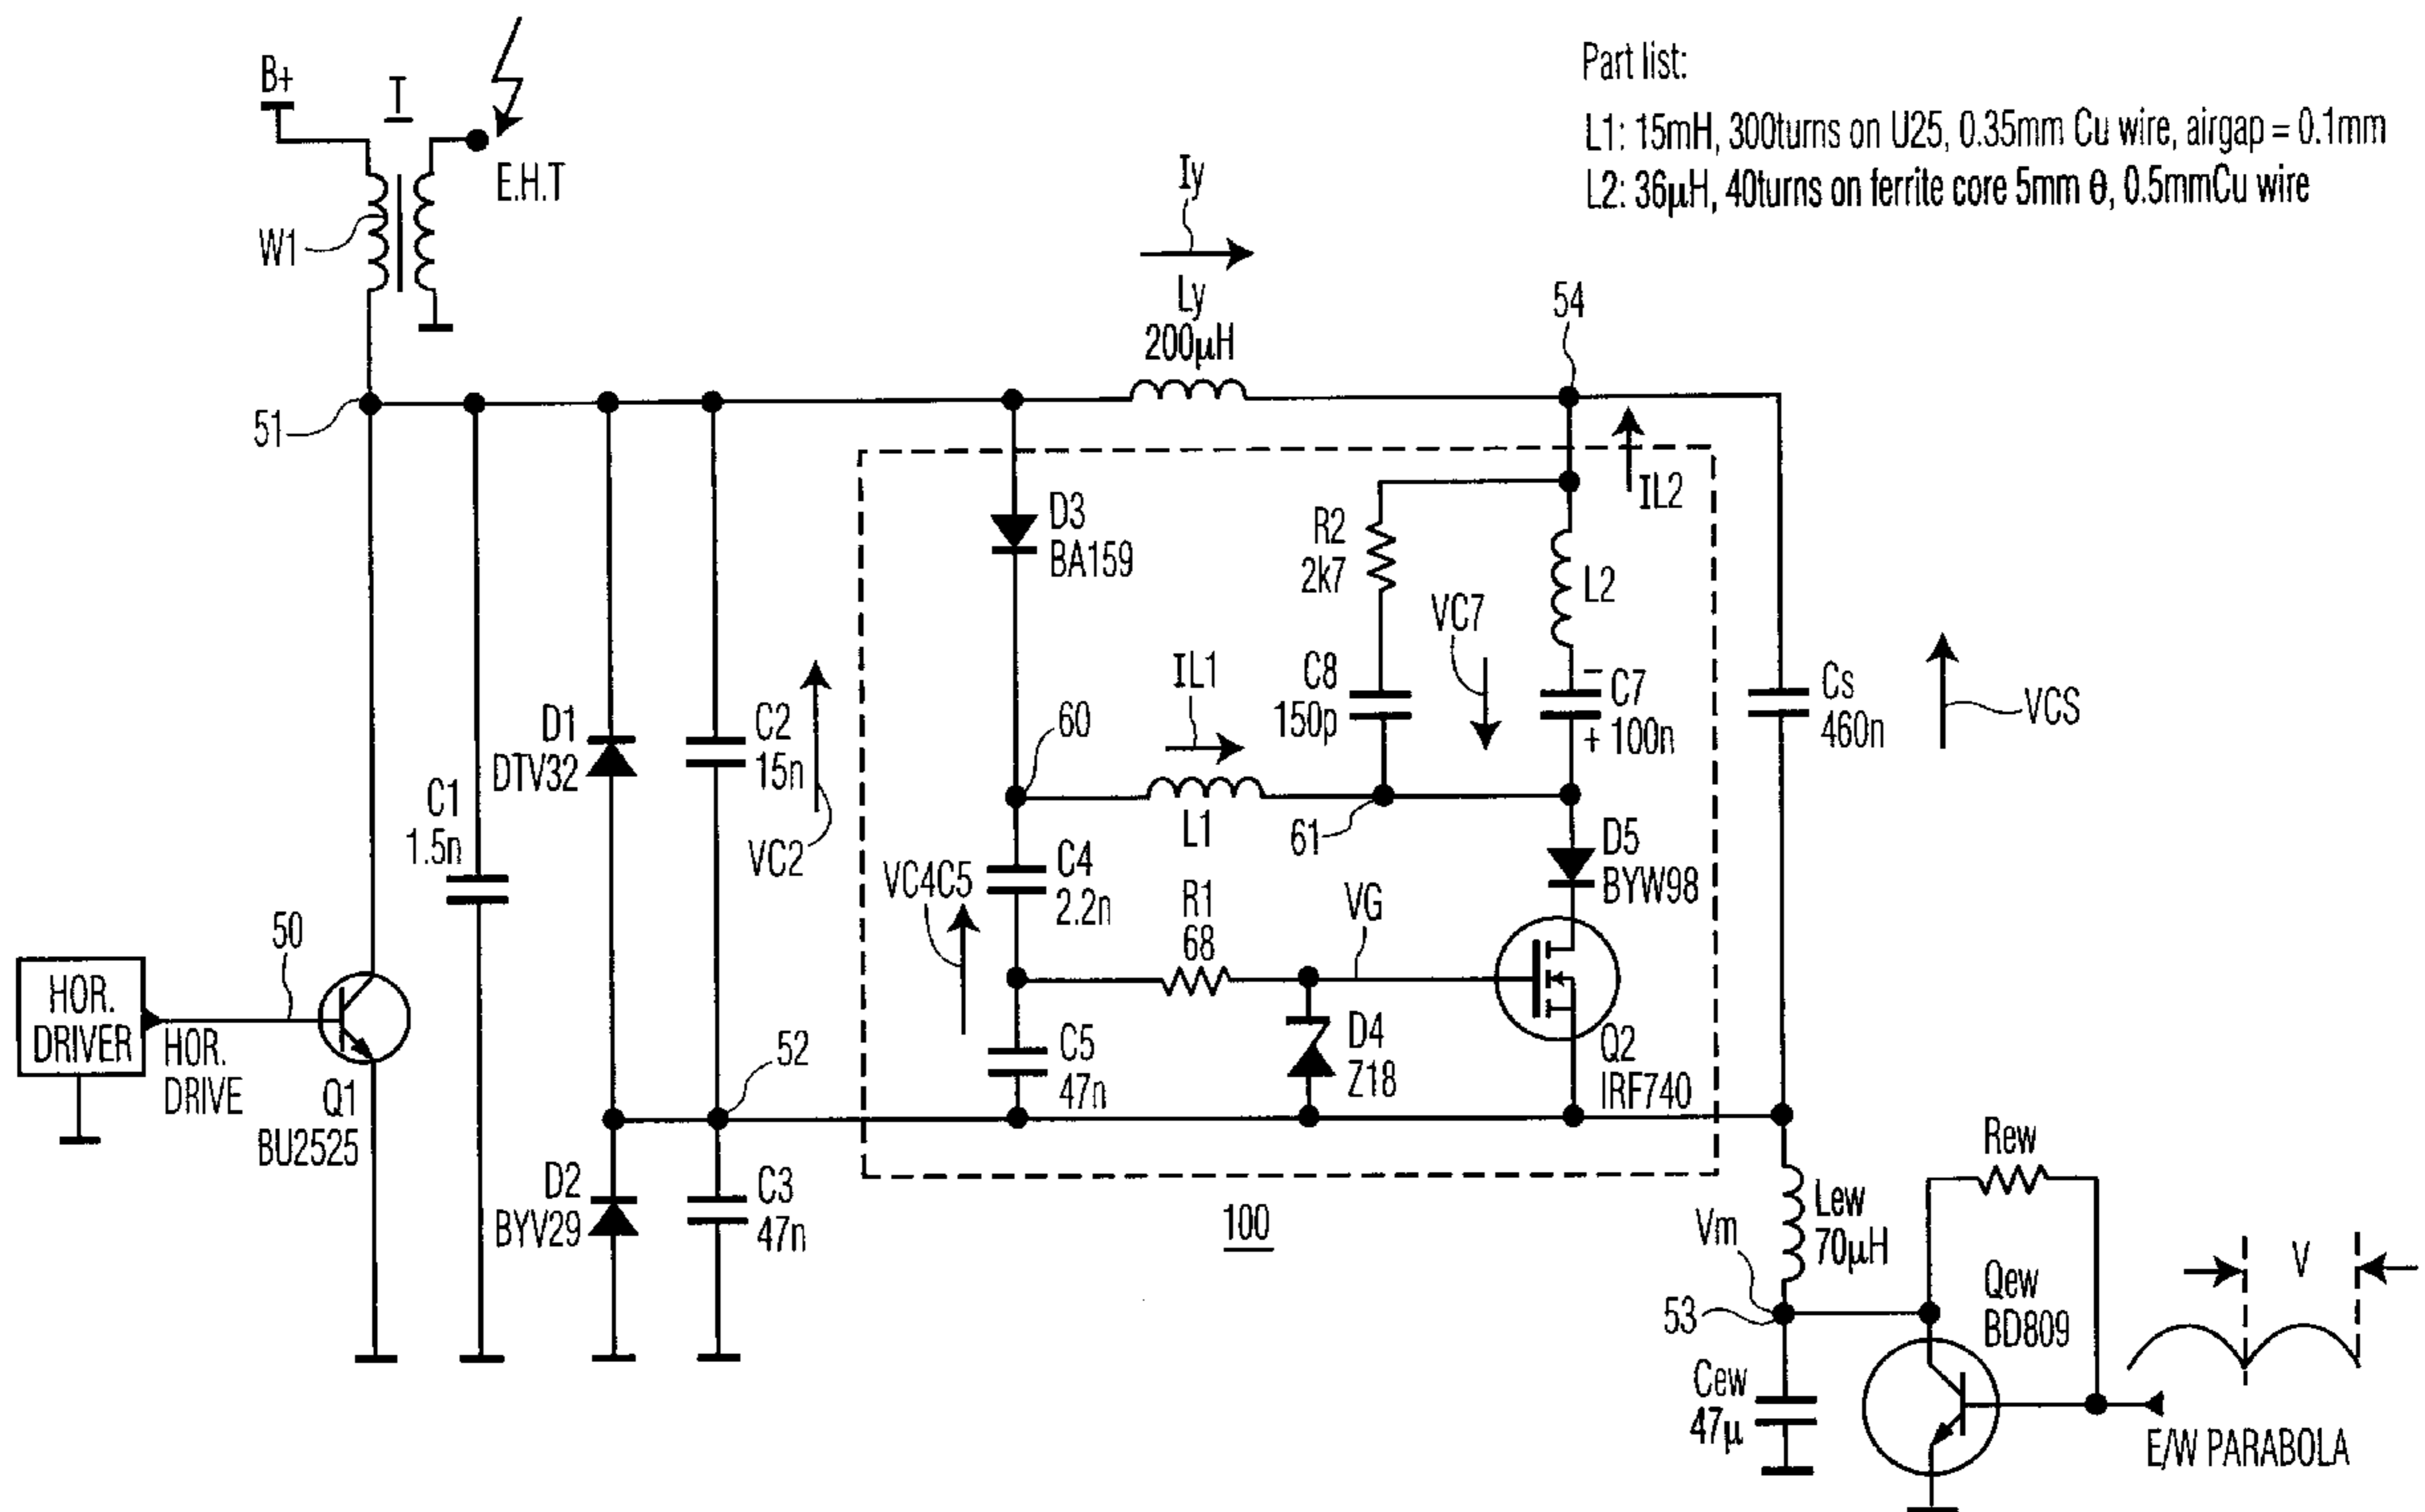 Part list:
L1: 15mH, 300turns on U25, 0.35mm Cu wire, airgap = 0.1mm
L2: 36μH, 40turns on ferrite core 5mm θ, 0.5mmCu wire
B+
T
E.H.T
W1
Iy
Ly
200μH
54
51
D3
BA159
R2
2k7
L2
IL2
VC7
C8
150p
C7
100n
−
+
Cs
460n
VCS
D1
DTV32
C2
15n
VC2
C1
1.5n
60
IL1
L1
61
D5
BYW98
VC4C5
C4
2.2n
R1
68
VG
50
HOR.
DRIVER
HOR.
DRIVE
Q1
BU2525
52
C5
47n
D4
Z18
Q2
IRF740
D2
BYV29
C3
47n
100
Rew
Lew
70μH
Vm
53
Qew
BD809
V
Cew
47μ
E/W PARABOLA